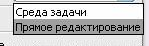 Среда задачи
Прямое редактирование